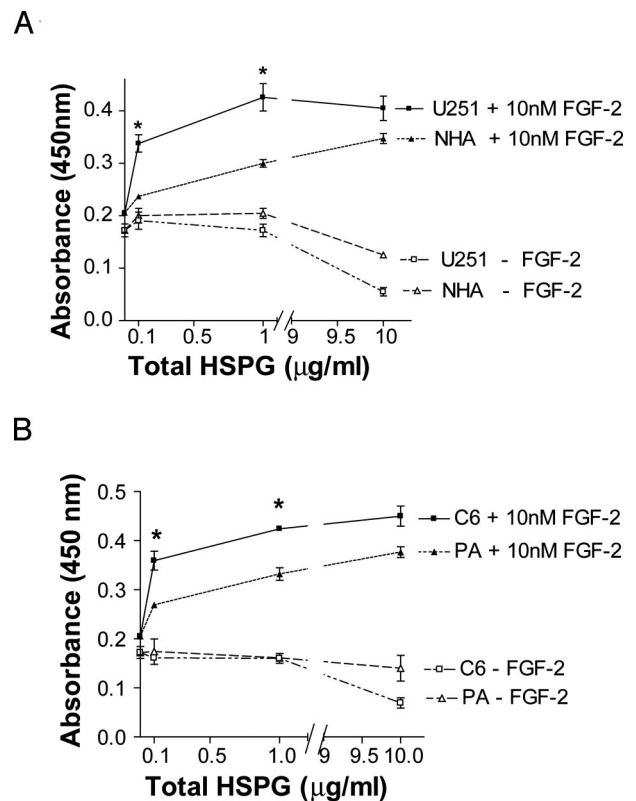 A
Absorbance (450nm)
0.4
0.3
0.2
0.1
0.0
*
*
U251 + 10nM FGF-2
NHA + 10nM FGF-2
U251 - FGF-2
NHA - FGF-2
0.1 0.5 1 9 9.5 10
Total HSPG (μg/ml)
B
Absorbance (450 nm)
0.5
0.4
0.3
0.2
0.1
0.0
*
*
C6 + 10nM FGF-2
PA + 10nM FGF-2
C6 - FGF-2
PA - FGF-2
0.1 0.5 1.0 9 9.5 10.0
Total HSPG (μg/ml)